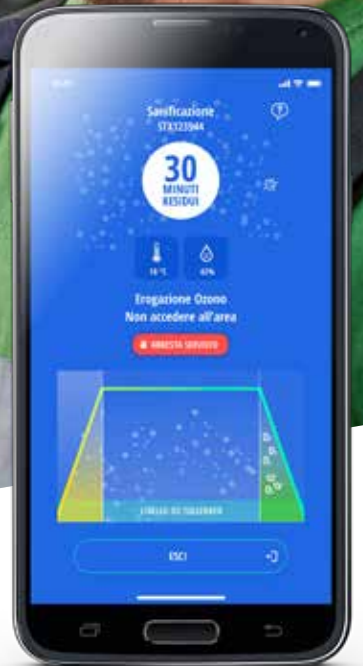 Sanificazione
30
MINUTI
RESIDUI
Erogazione Ozono
Non accedere all'area
ARRESTA SERVIZIO
ESCI